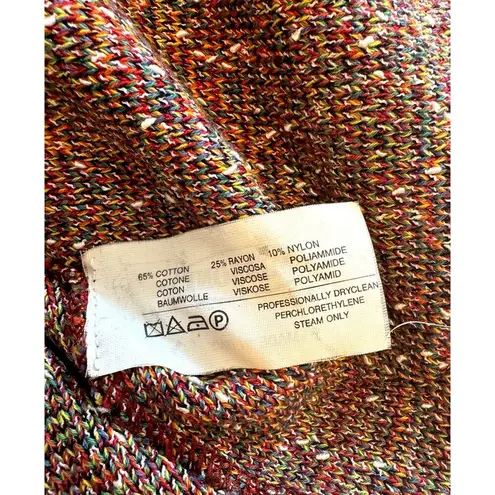 65% COTTON 25% RAYON 10% NYLON
COTONE VISCOSA POLIAMMIDE
COTON VISCOSE POLYAMIDE
BAUMWOLLE VISKOSE POLYAMID
PROFESSIONALLY DRYCLEAN
PERCHLORETHYLENE
STEAM ONLY
P